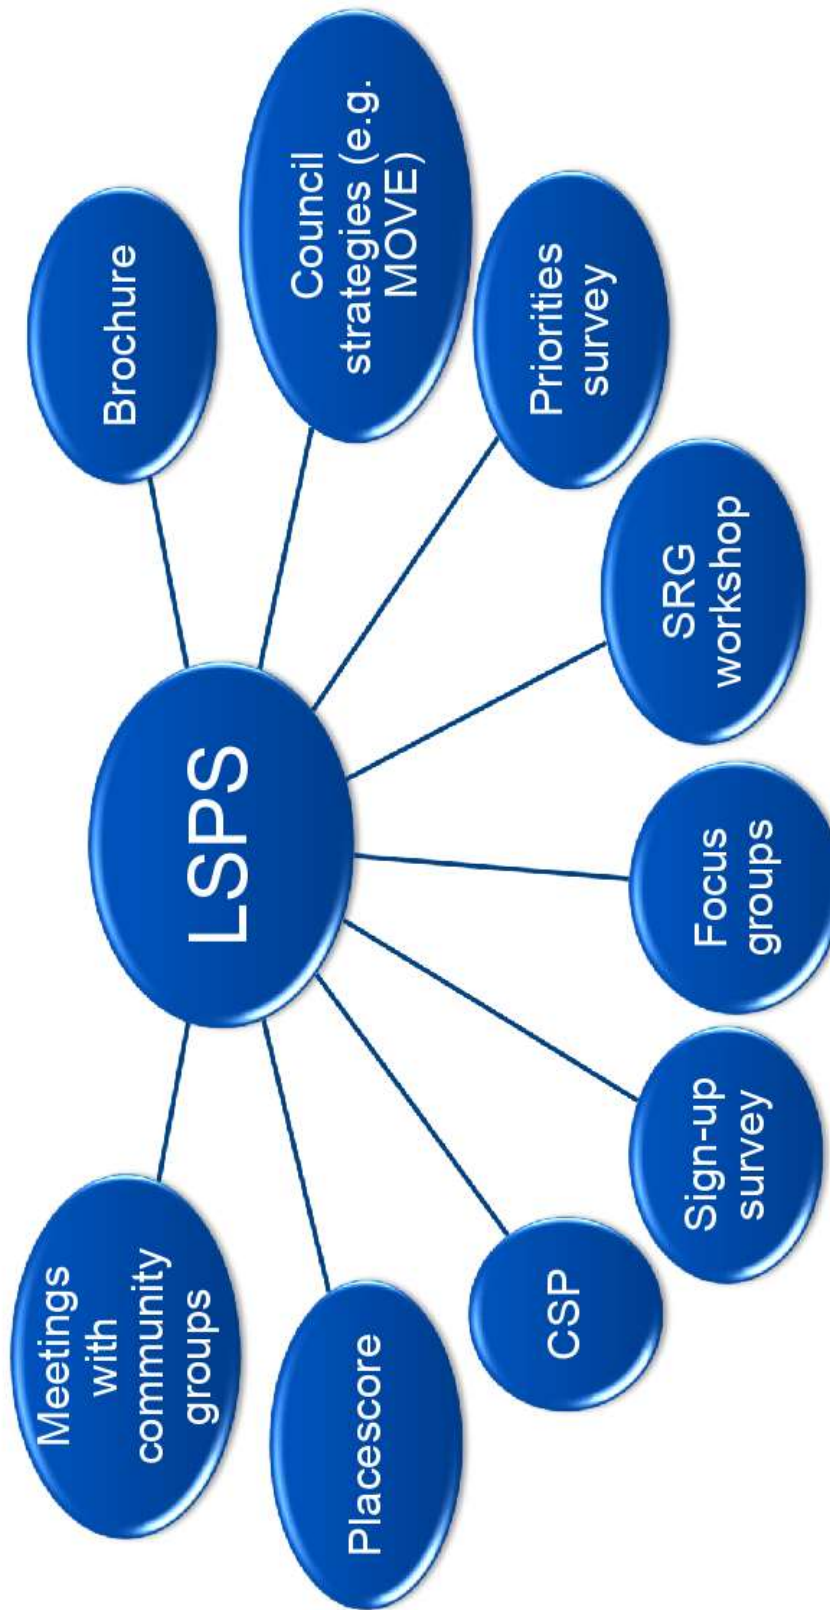 LSPS
Meetings
with
community
groups
Placescore
CSP
Sign-up
survey
Focus
groups
SRG
workshop
Priorities
survey
Council
strategies (e.g.
MOVE)
Brochure